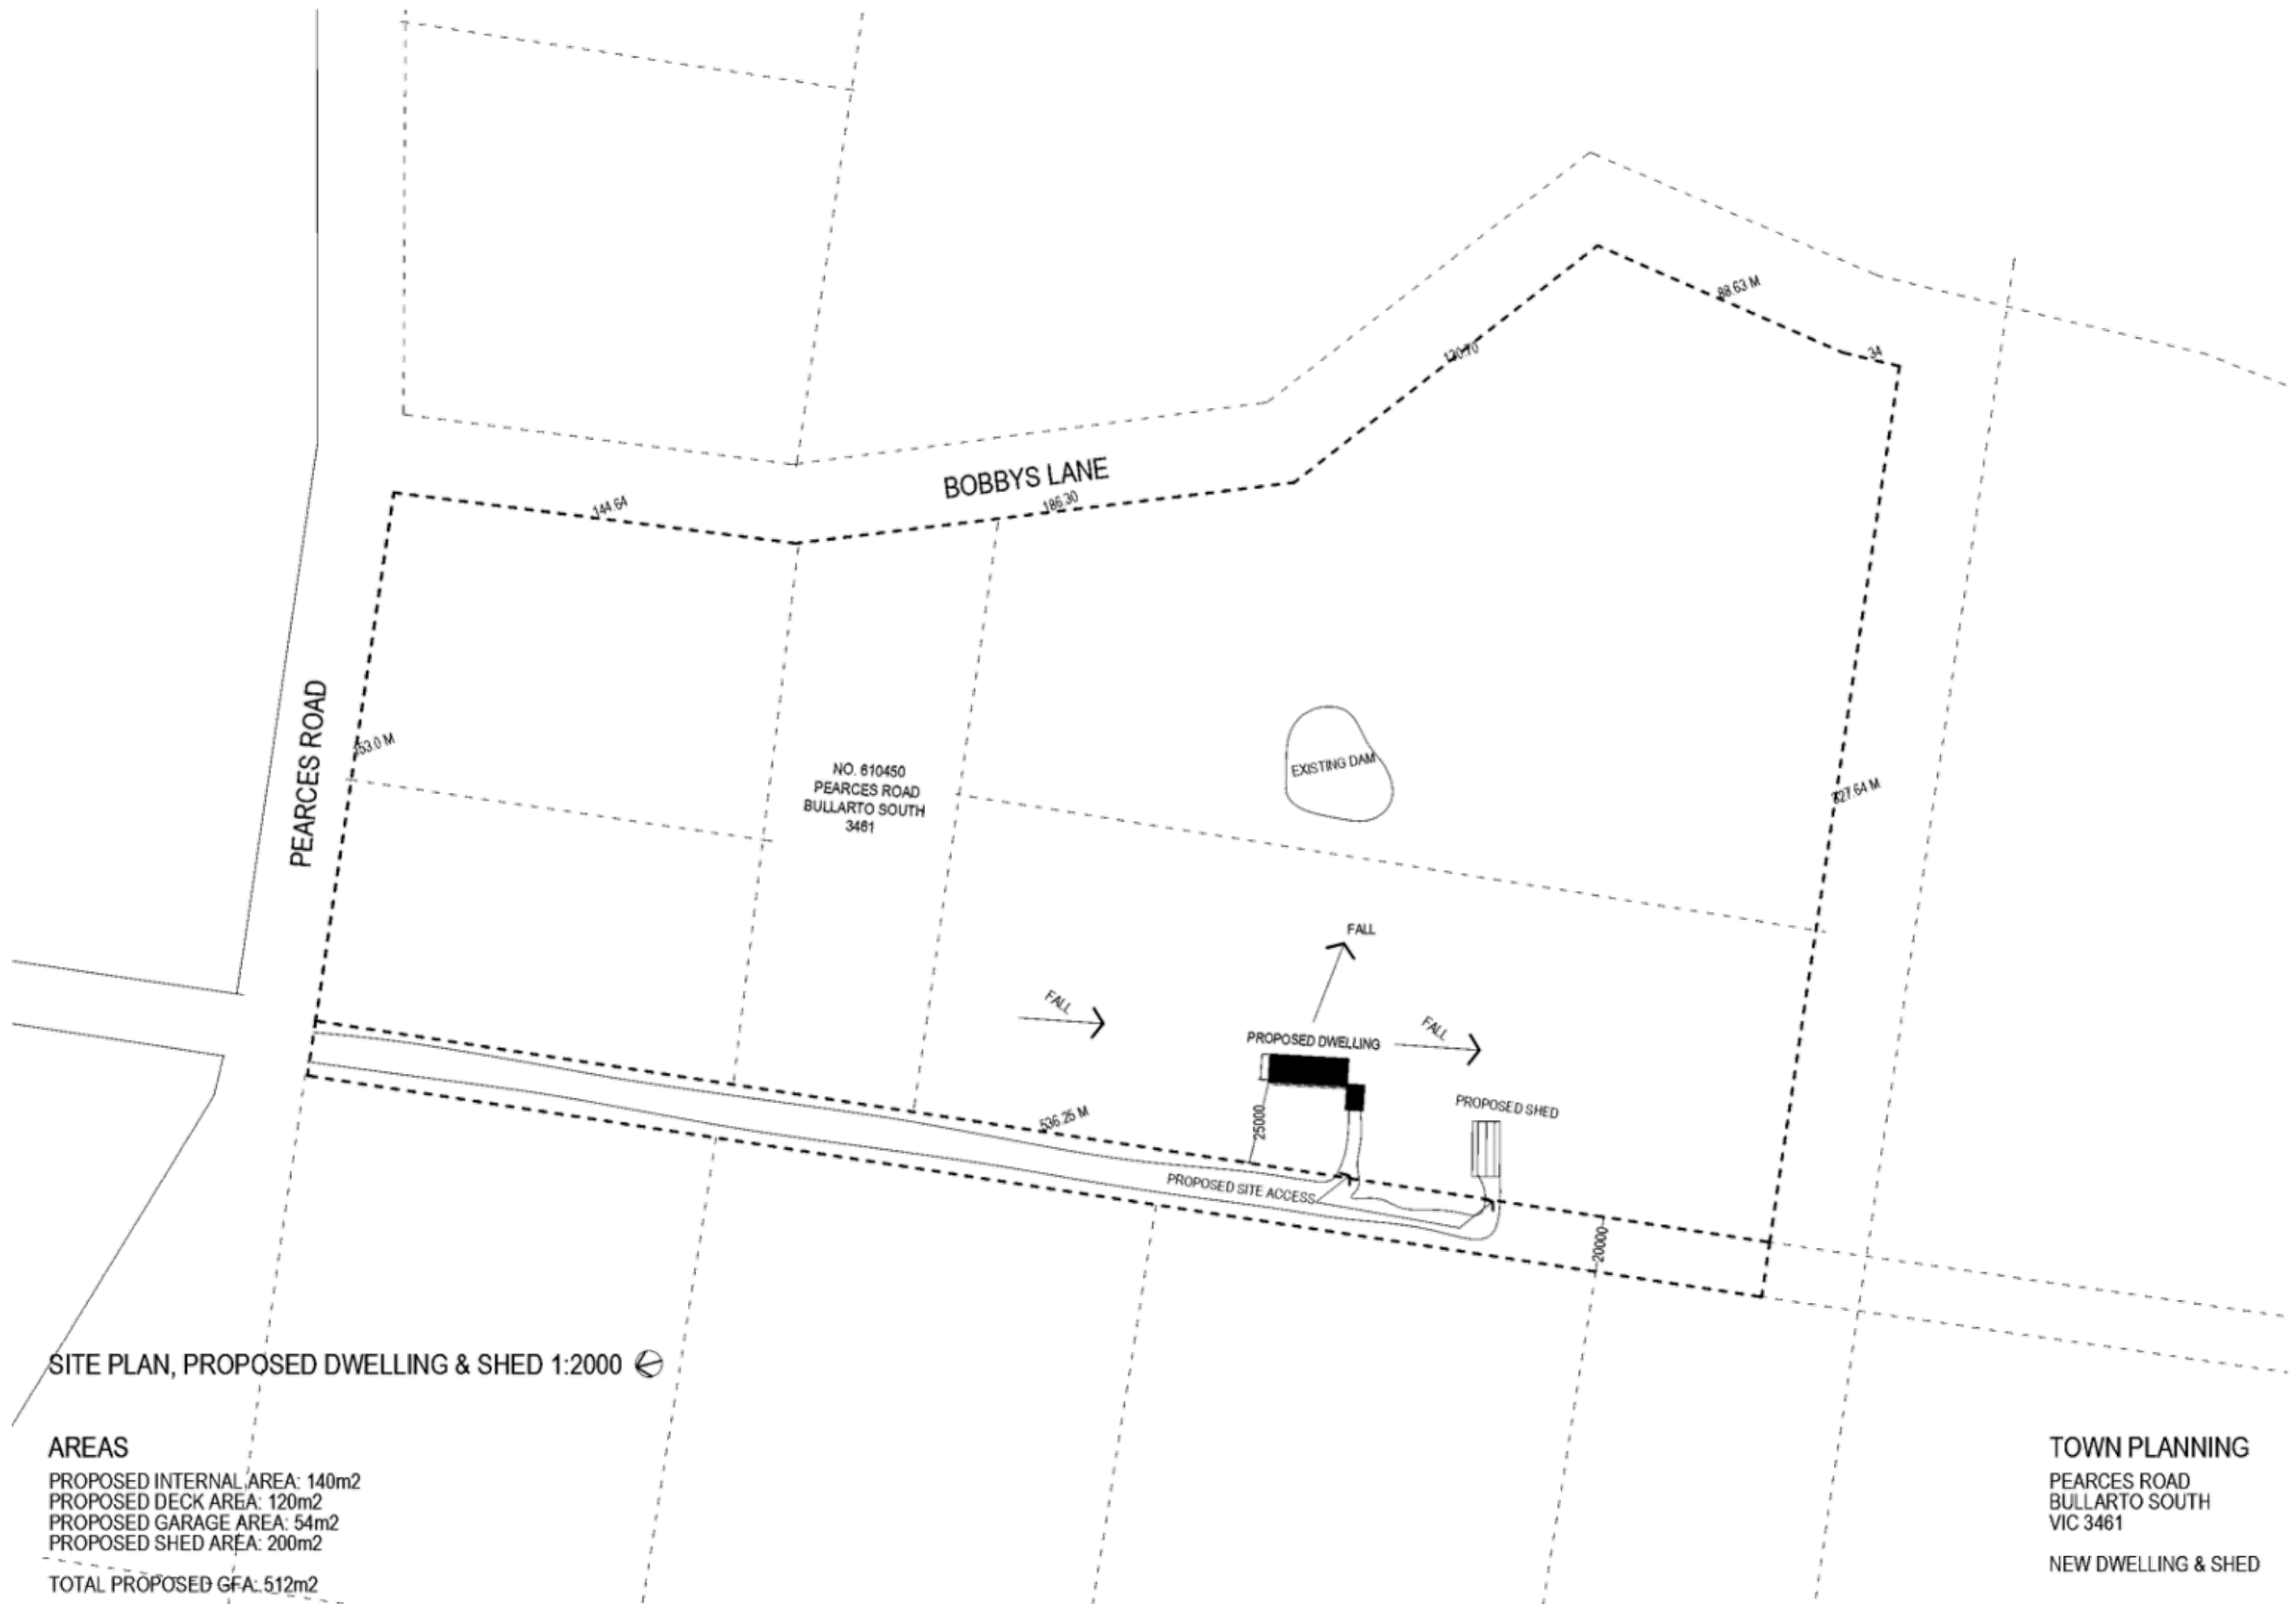 88.63 M
34
120.70
BOBBYS LANE
186.30
144.64
PEARCES ROAD
153.0 M
NO. 610450
PEARCES ROAD
BULLARTO SOUTH
3461
EXISTING DAM
327.64 M
FALL
FALL
FALL
PROPOSED DWELLING
PROPOSED SHED
25000
536.25 M
PROPOSED SITE ACCESS
20000
SITE PLAN, PROPOSED DWELLING & SHED 1:2000
AREAS
PROPOSED INTERNAL AREA: 140m2
PROPOSED DECK AREA: 120m2
PROPOSED GARAGE AREA: 54m2
PROPOSED SHED AREA: 200m2
TOTAL PROPOSED GFA: 512m2
TOWN PLANNING
PEARCES ROAD
BULLARTO SOUTH
VIC 3461
NEW DWELLING & SHED